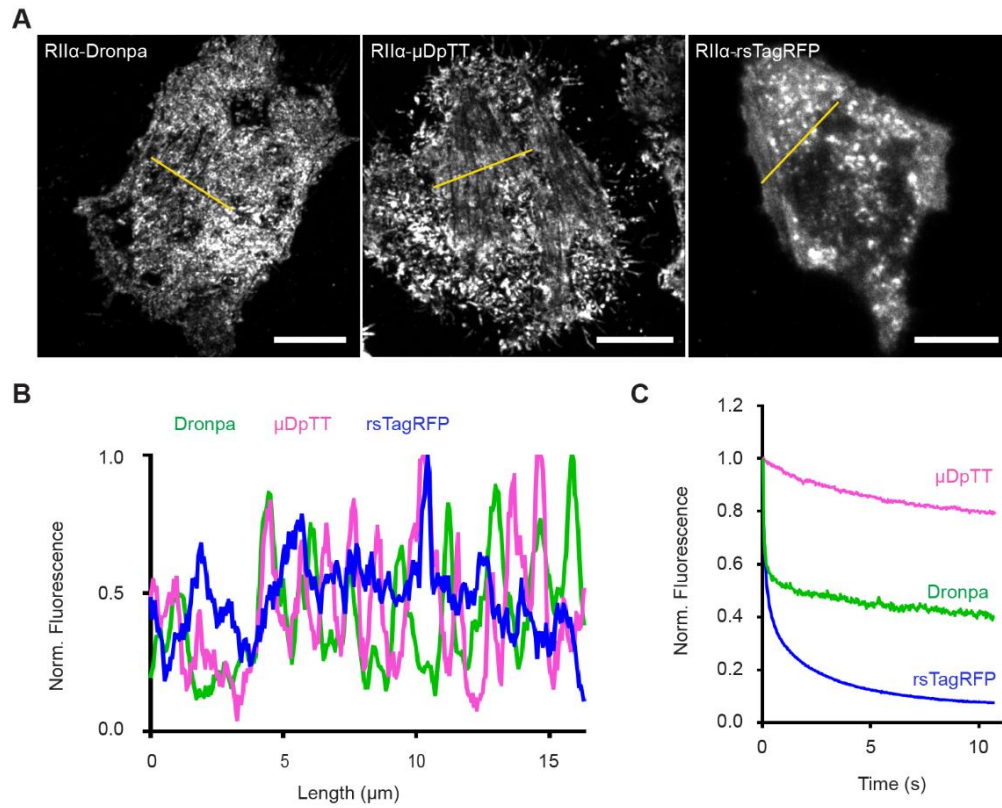 A
RIIα-Dronpa
RIIα-µDpTT
RIIα-rsTagRFP
B
Dronpa µDpTT rsTagRFP
1.0
0.5
0.0
Norm. Fluorescence
0 5 10 15
Length (µm)
C
1.2
1.0
0.8
0.6
0.4
0.2
0.0
Norm. Fluorescence
µDpTT
Dronpa
rsTagRFP
0 5 10
Time (s)